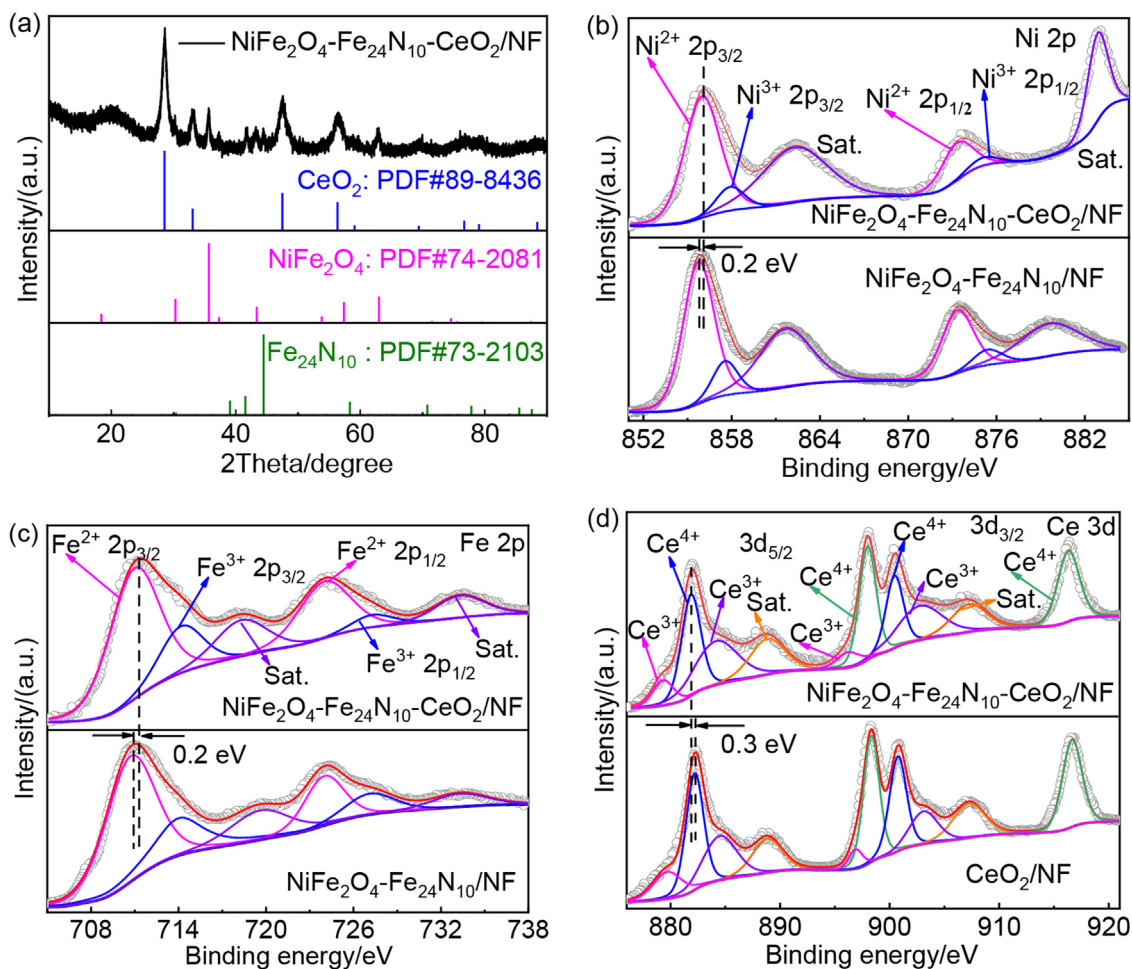 (a)
NiFe₂O₄-Fe₂₄N₁₀-CeO₂/NF
CeO₂: PDF#89-8436
NiFe₂O₄: PDF#74-2081
Fe₂₄N₁₀ : PDF#73-2103
Intensity/(a.u.)
20 40 60 80
2Theta/degree
(b)
Ni 2p
Ni²⁺ 2p₃/₂
Ni³⁺ 2p₃/₂
Ni²⁺ 2p₁/₂
Ni³⁺ 2p₁/₂
Sat.
Sat.
NiFe₂O₄-Fe₂₄N₁₀-CeO₂/NF
0.2 eV
NiFe₂O₄-Fe₂₄N₁₀/NF
Intensity/(a.u.)
852 858 864 870 876 882
Binding energy/eV
(c)
Fe²⁺ 2p₃/₂
Fe³⁺ 2p₃/₂
Fe²⁺ 2p₁/₂
Fe 2p
Sat.
Fe³⁺ 2p₁/₂
Sat.
NiFe₂O₄-Fe₂₄N₁₀-CeO₂/NF
0.2 eV
NiFe₂O₄-Fe₂₄N₁₀/NF
Intensity/(a.u.)
708 714 720 726 732 738
Binding energy/eV
(d)
Ce⁴⁺
3d₅/₂
Ce⁴⁺
3d₃/₂
Ce 3d
Ce³⁺
Ce⁴⁺
Ce³⁺
Ce⁴⁺
Sat.
Sat.
Ce³⁺
Ce³⁺
NiFe₂O₄-Fe₂₄N₁₀-CeO₂/NF
0.3 eV
CeO₂/NF
Intensity/(a.u.)
880 890 900 910 920
Binding energy/eV